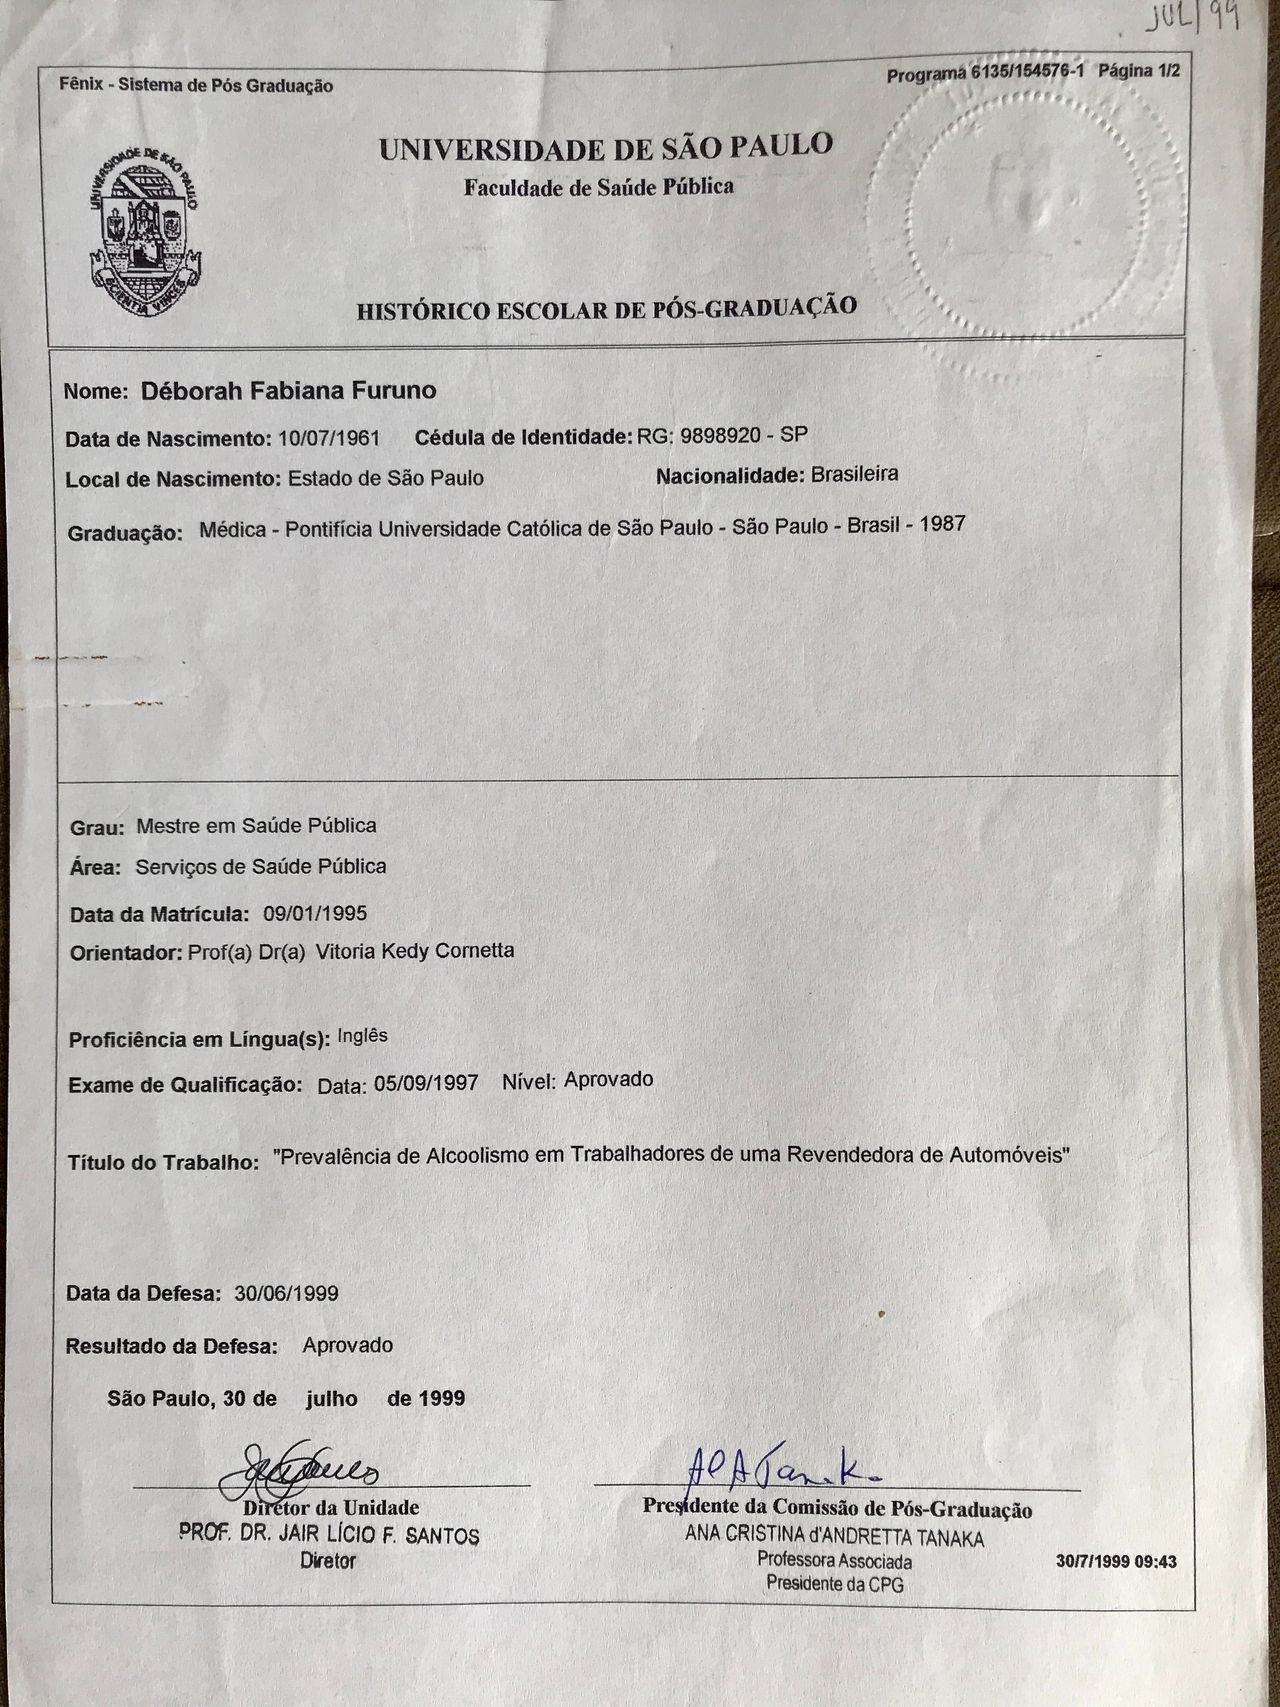 JUL/99
Fênix - Sistema de Pós Graduação
Programa 6135/154576-1 Página 1/2
UNIVERSIDADE DE SÃO PAULO
Faculdade de Saúde Pública
UNIVERSIDADE DE SÃO PAULO
SCIENTIA VINCES
HISTÓRICO ESCOLAR DE PÓS-GRADUAÇÃO
Nome: Déborah Fabiana Furuno
Data de Nascimento: 10/07/1961 Cédula de Identidade: RG: 9898920 - SP
Local de Nascimento: Estado de São Paulo Nacionalidade: Brasileira
Graduação: Médica - Pontifícia Universidade Católica de São Paulo - São Paulo - Brasil - 1987
Grau: Mestre em Saúde Pública
Área: Serviços de Saúde Pública
Data da Matrícula: 09/01/1995
Orientador: Prof(a) Dr(a) Vitoria Kedy Cornetta
Proficiência em Língua(s): Inglês
Exame de Qualificação: Data: 05/09/1997 Nível: Aprovado
Título do Trabalho: "Prevalência de Alcoolismo em Trabalhadores de uma Revendedora de Automóveis"
Data da Defesa: 30/06/1999
Resultado da Defesa: Aprovado
São Paulo, 30 de julho de 1999
Diretor da Unidade
PROF. DR. JAIR LÍCIO F. SANTOS
Diretor
Presidente da Comissão de Pós-Graduação
ANA CRISTINA d'ANDRETTA TANAKA
Professora Associada
Presidente da CPG
30/7/1999 09:43